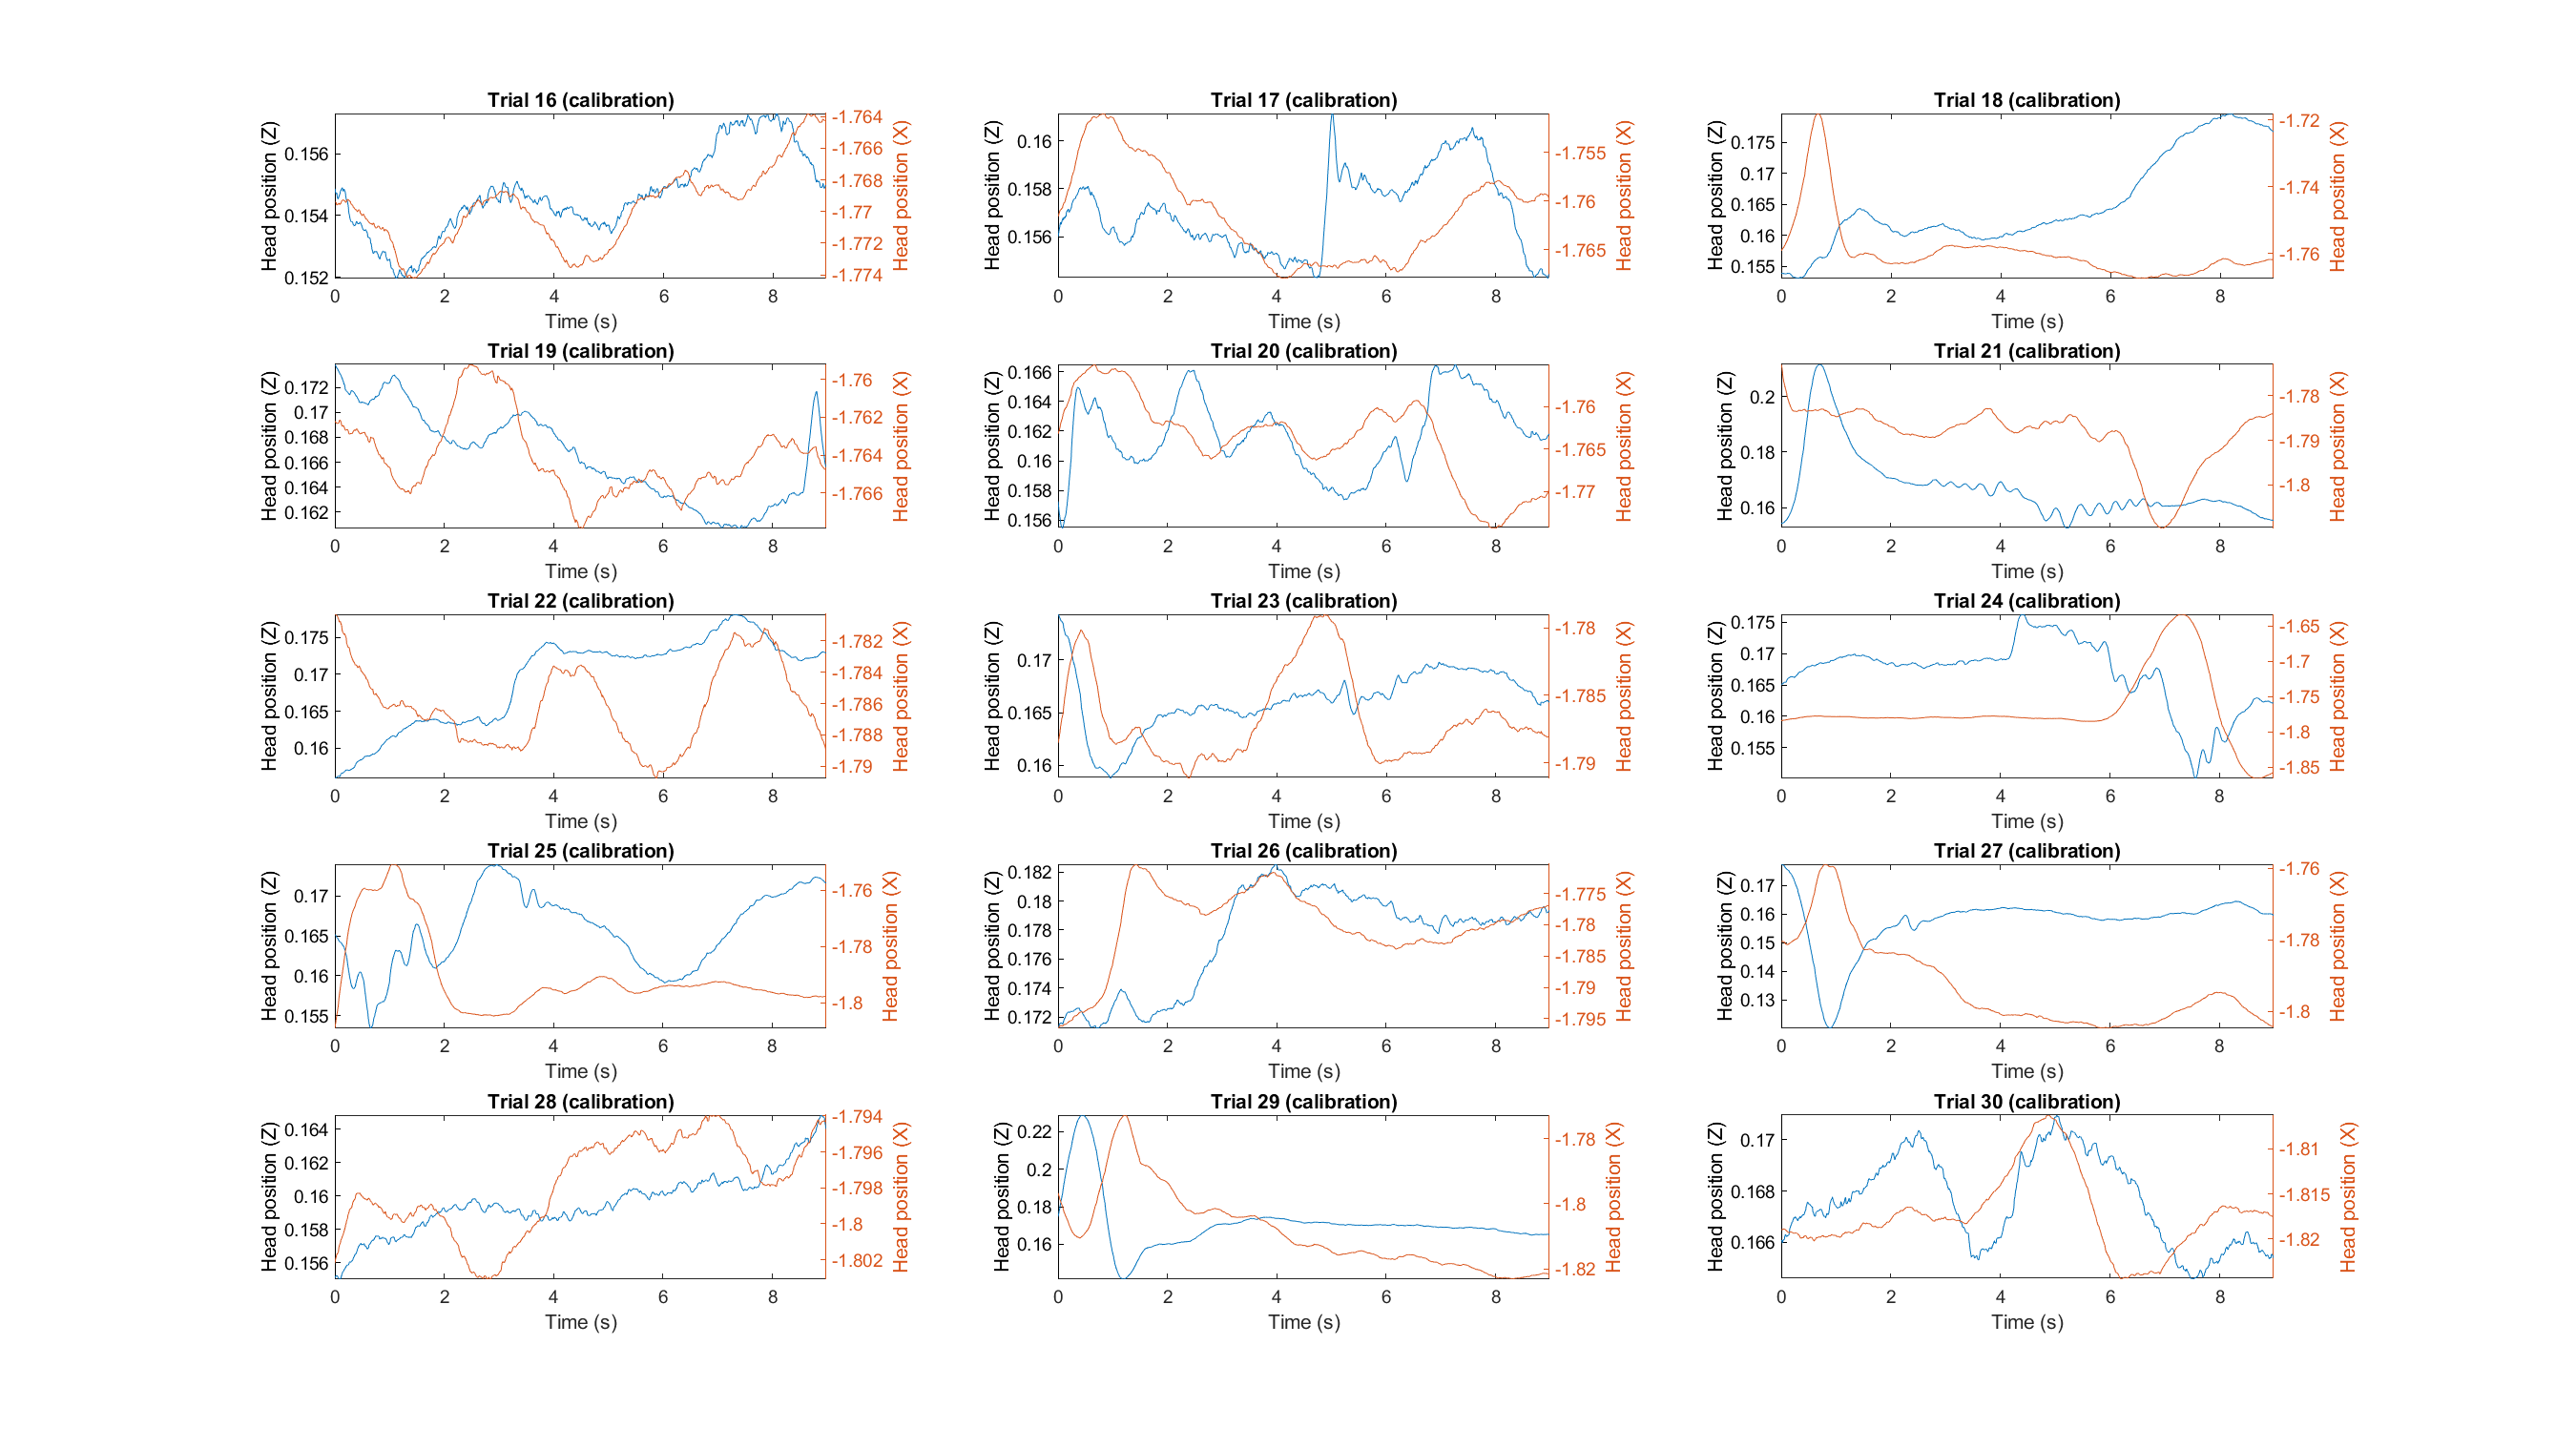 Trial 16 (calibration)
Head position (Z)
0.156
0.154
0.152
-1.764
-1.766
-1.768
-1.77
-1.772
-1.774
Head position (X)
0 2 4 6 8
Time (s)
Trial 17 (calibration)
Head position (Z)
0.16
0.158
0.156
-1.755
-1.76
-1.765
Head position (X)
0 2 4 6 8
Time (s)
Trial 18 (calibration)
Head position (Z)
0.175
0.17
0.165
0.16
0.155
-1.72
-1.74
-1.76
Head position (X)
0 2 4 6 8
Time (s)
Trial 19 (calibration)
Head position (Z)
0.172
0.17
0.168
0.166
0.164
0.162
-1.76
-1.762
-1.764
-1.766
Head position (X)
0 2 4 6 8
Time (s)
Trial 20 (calibration)
Head position (Z)
0.166
0.164
0.162
0.16
0.158
0.156
-1.76
-1.765
-1.77
Head position (X)
0 2 4 6 8
Time (s)
Trial 21 (calibration)
Head position (Z)
0.2
0.18
0.16
-1.78
-1.79
-1.8
Head position (X)
0 2 4 6 8
Time (s)
Trial 22 (calibration)
Head position (Z)
0.175
0.17
0.165
0.16
-1.782
-1.784
-1.786
-1.788
-1.79
Head position (X)
0 2 4 6 8
Time (s)
Trial 23 (calibration)
Head position (Z)
0.17
0.165
0.16
-1.78
-1.785
-1.79
Head position (X)
0 2 4 6 8
Time (s)
Trial 24 (calibration)
Head position (Z)
0.175
0.17
0.165
0.16
0.155
-1.65
-1.7
-1.75
-1.8
-1.85
Head position (X)
0 2 4 6 8
Time (s)
Trial 25 (calibration)
Head position (Z)
0.17
0.165
0.16
0.155
-1.76
-1.78
-1.8
Head position (X)
0 2 4 6 8
Time (s)
Trial 26 (calibration)
Head position (Z)
0.182
0.18
0.178
0.176
0.174
0.172
-1.775
-1.78
-1.785
-1.79
-1.795
Head position (X)
0 2 4 6 8
Time (s)
Trial 27 (calibration)
Head position (Z)
0.17
0.16
0.15
0.14
0.13
-1.76
-1.78
-1.8
Head position (X)
0 2 4 6 8
Time (s)
Trial 28 (calibration)
Head position (Z)
0.164
0.162
0.16
0.158
0.156
-1.794
-1.796
-1.798
-1.8
-1.802
Head position (X)
0 2 4 6 8
Time (s)
Trial 29 (calibration)
Head position (Z)
0.22
0.2
0.18
0.16
-1.78
-1.8
-1.82
Head position (X)
0 2 4 6 8
Time (s)
Trial 30 (calibration)
Head position (Z)
0.17
0.168
0.166
-1.81
-1.815
-1.82
Head position (X)
0 2 4 6 8
Time (s)